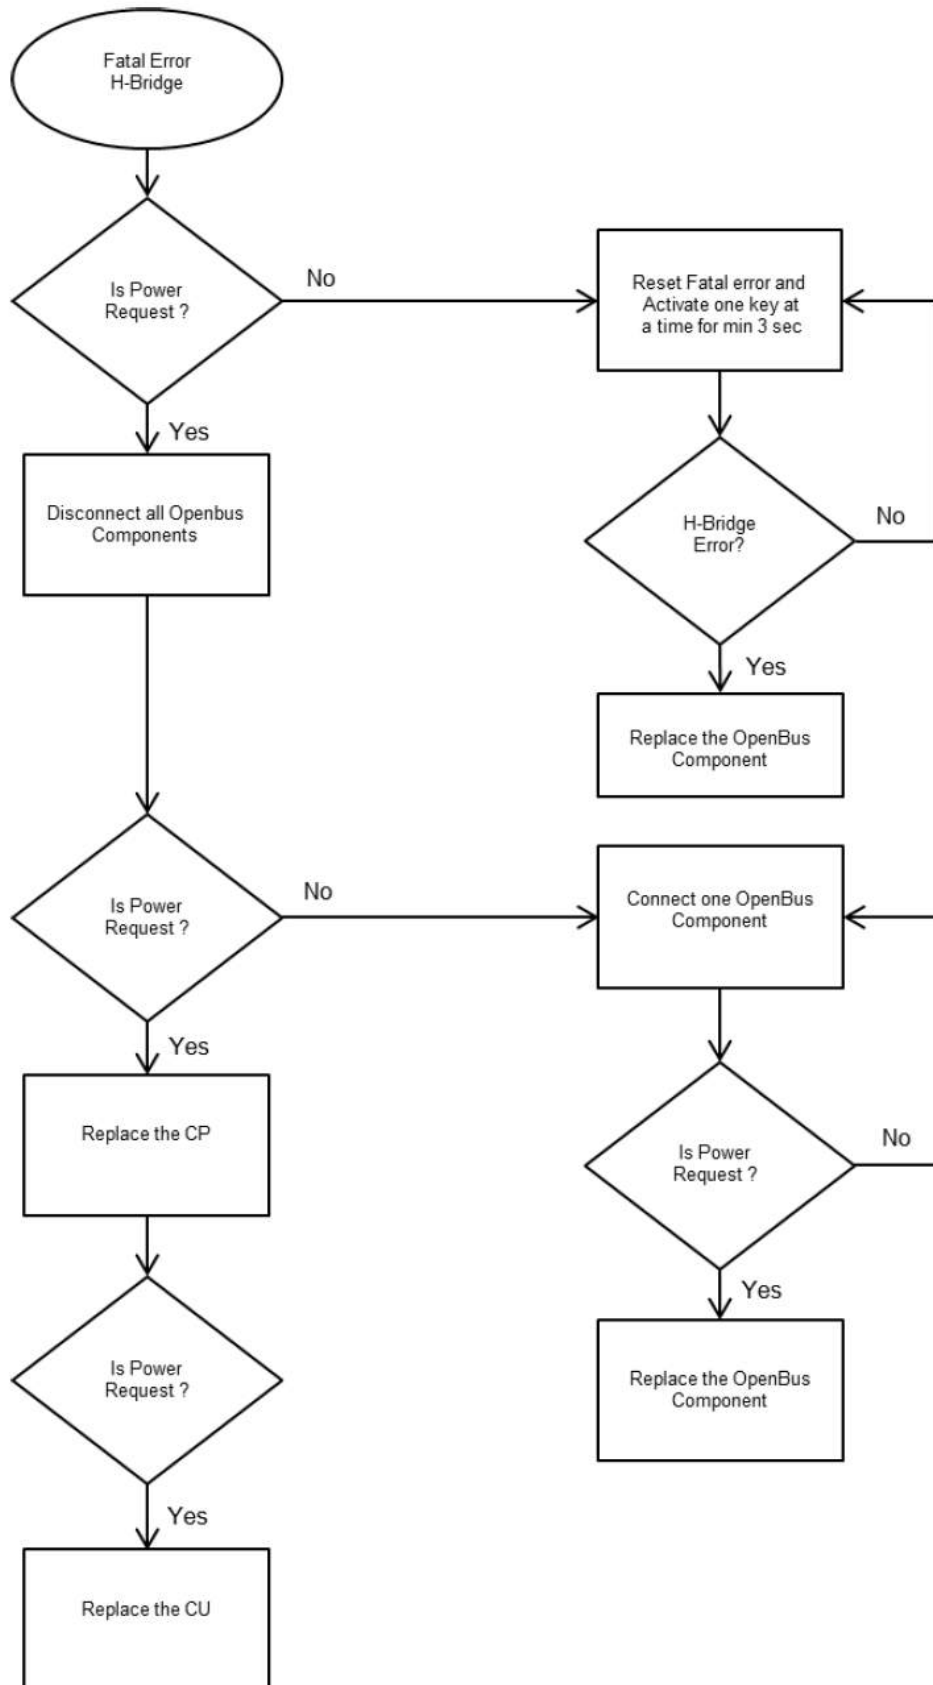 Fatal Error
H-Bridge
Is Power
Request ?
No
Reset Fatal error and
Activate one key at
a time for min 3 sec
Yes
Disconnect all Openbus
Components
H-Bridge
Error?
No
Yes
Replace the OpenBus
Component
Is Power
Request ?
No
Connect one OpenBus
Component
Yes
Replace the CP
Is Power
Request ?
No
Yes
Replace the OpenBus
Component
Is Power
Request ?
Yes
Replace the CU